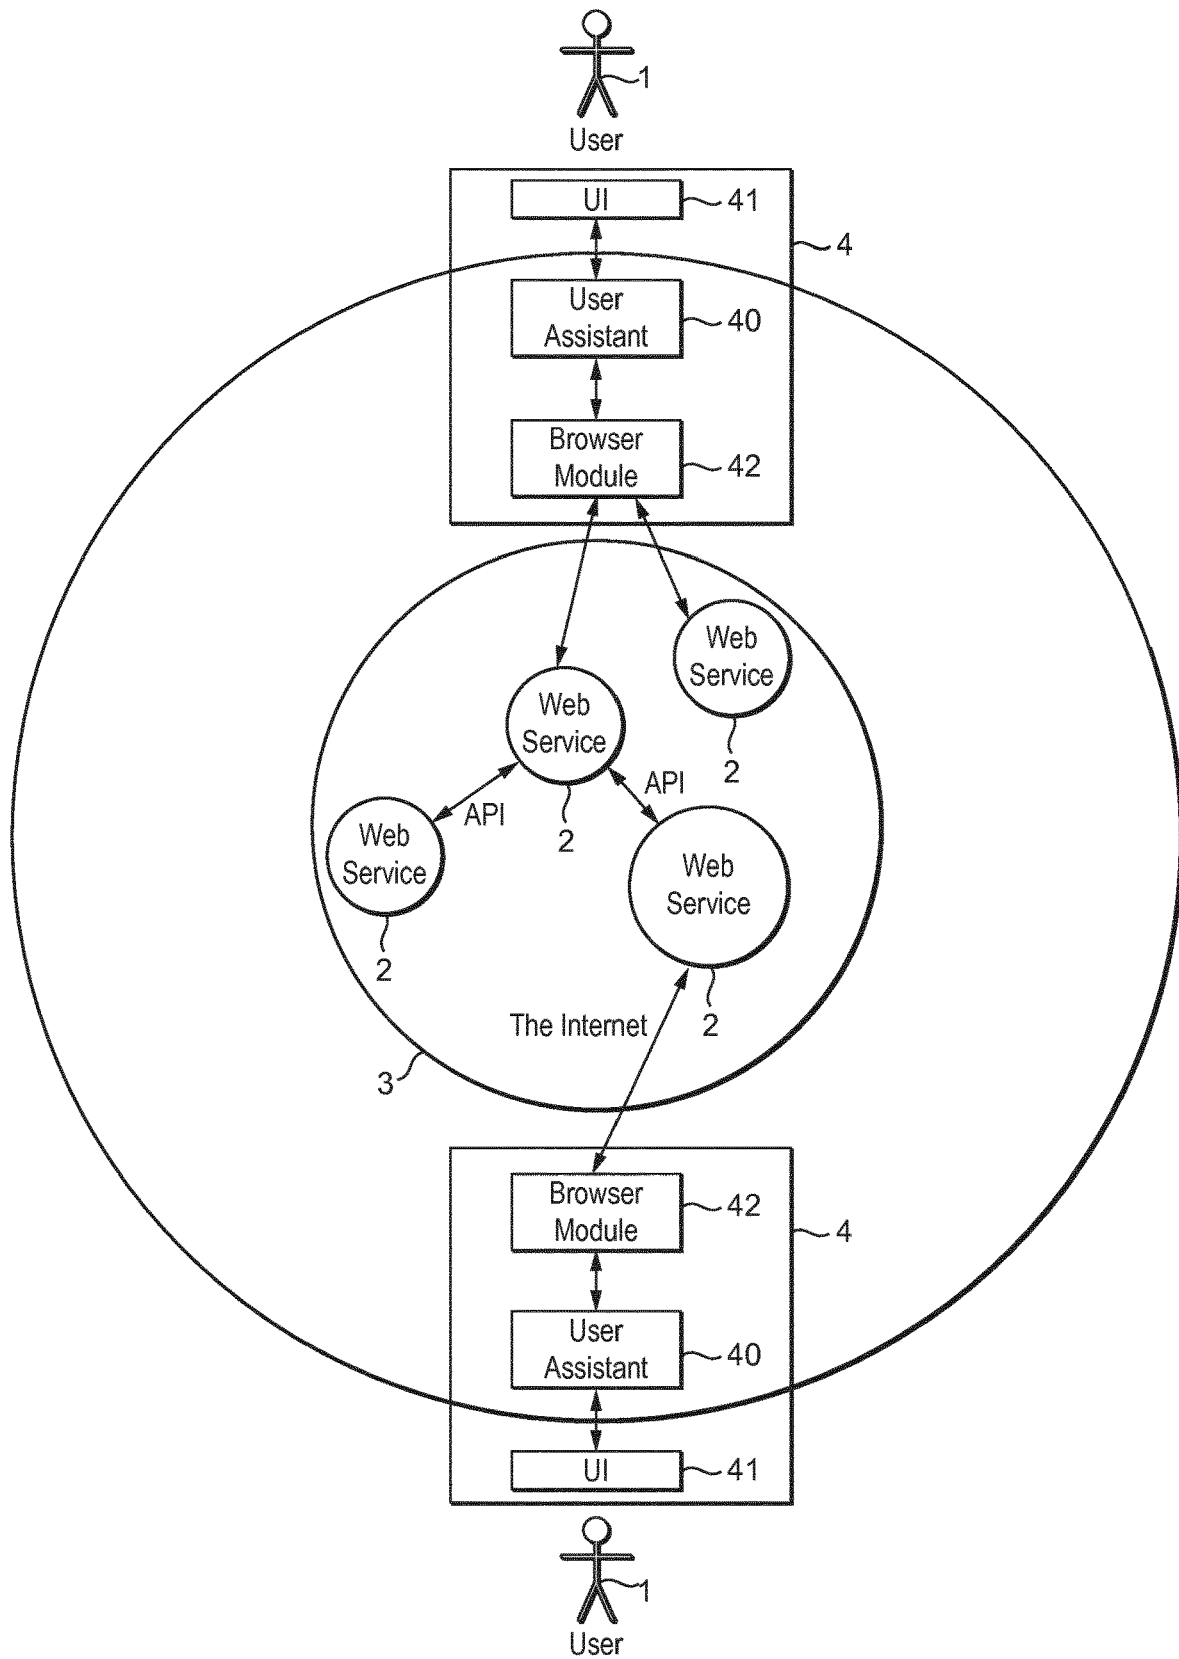 1
User
UI
41
4
User
Assistant
40
Browser
Module
42
Web
Service
2
Web
Service
2
API
API
Web
Service
2
Web
Service
2
The Internet
3
Browser
Module
42
4
User
Assistant
40
UI
41
1
User